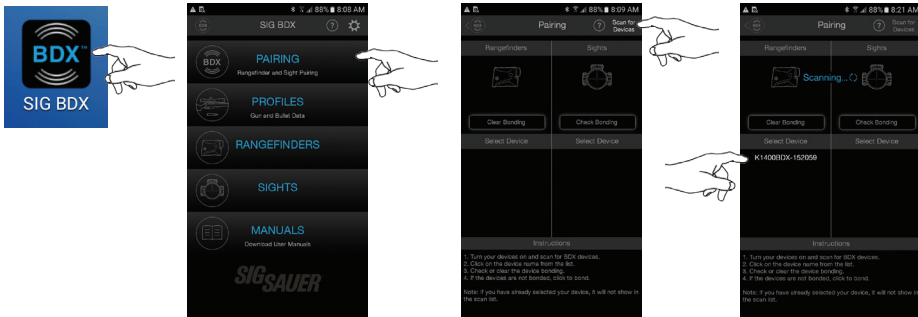 BDX™
SIG BDX
88% 8:08 AM
SIG BDX
?
BDX
PAIRING
Rangefinder and Sight Pairing
PROFILES
Gun and Bullet Data
RANGEFINDERS
SIGHTS
MANUALS
Download User Manuals
SIG SAUER
88% 8:09 AM
Pairing
?
Scan for
Devices
Rangefinders Sights
Clear Bonding Check Bonding
Select Device Select Device
Instructions
1. Turn your devices on and scan for BDX devices.
2. Click on the device name from the list.
3. Check or clear the device bonding.
4. If the devices are not bonded, click to bond.
Note: If you have already selected your device, it will not show in
the scan list.
88% 8:21 AM
Pairing
?
Scan for
Devices
Rangefinders Sights
Scanning...
Clear Bonding Check Bonding
Select Device Select Device
K1400BDX-152059
Instructions
1. Turn your devices on and scan for BDX devices.
2. Click on the device name from the list.
3. Check or clear the device bonding.
4. If the devices are not bonded, click to bond.
Note: If you have already selected your device, it will not show in
the scan list.